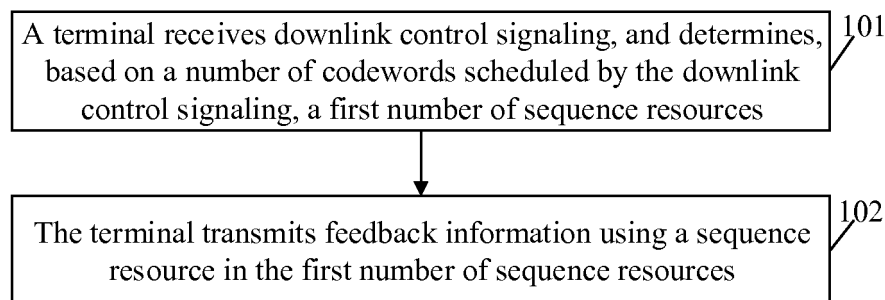 A terminal receives downlink control signaling, and determines,
based on a number of codewords scheduled by the downlink
control signaling, a first number of sequence resources
101
The terminal transmits feedback information using a sequence
resource in the first number of sequence resources
102